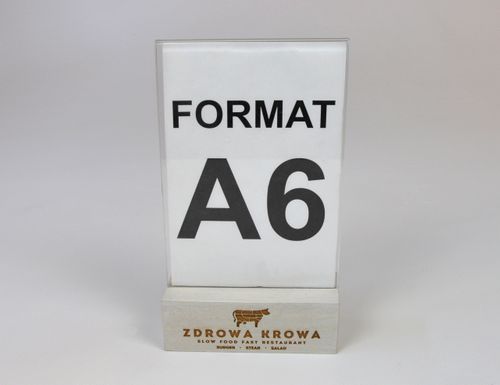 FORMAT
A6
ZDROWA KROWA
SLOW FOOD FAST RESTAURANT
BURGER · STEAK · SALAD